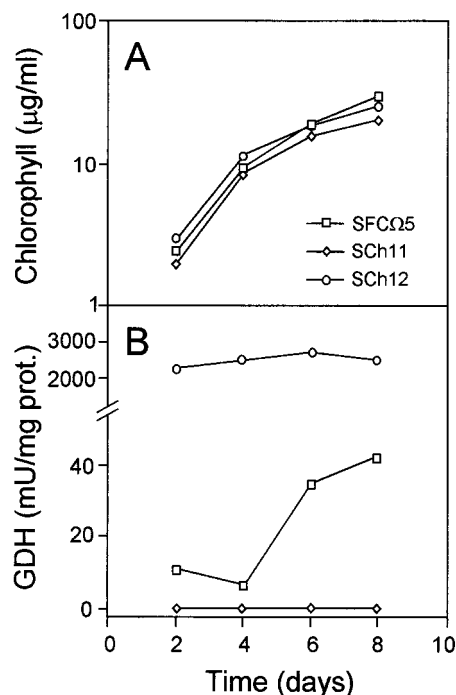 100
A
10
1
Chlorophyll (µg/ml)
SFCΩ5
SCh11
SCh12
B
3000
2000
40
20
0
GDH (mU/mg prot.)
0 2 4 6 8 10
Time (days)